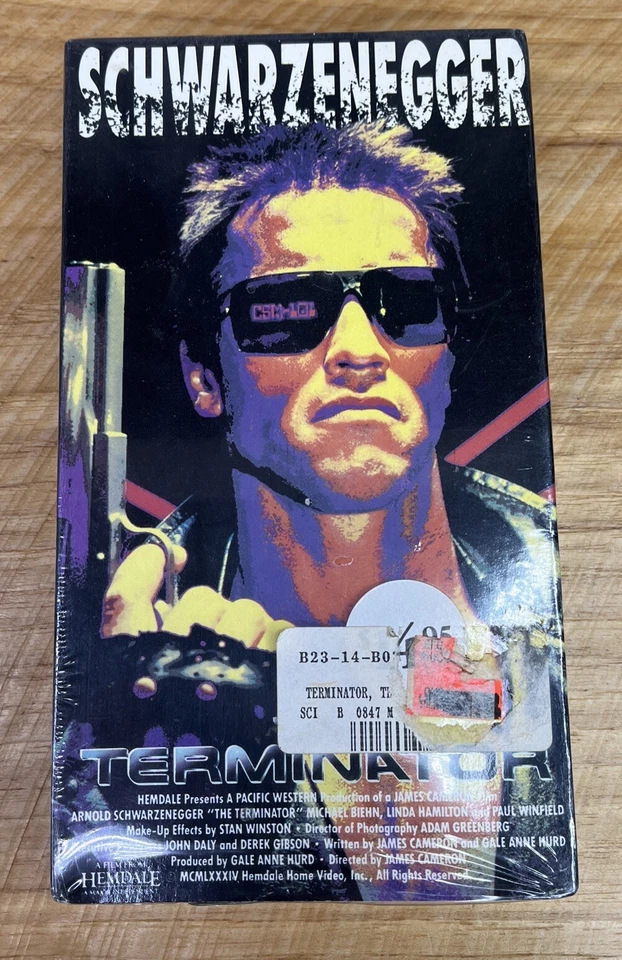 SCHWARZENEGGER
CSM-101
95
B23-14-B0
TERMINATOR, T
SCI B 0847 M
TERMINATOR
HEMDALE Presents A PACIFIC WESTERN Production of a JAMES CAMERON Film
ARNOLD SCHWARZENEGGER "THE TERMINATOR" MICHAEL BIEHN, LINDA HAMILTON and PAUL WINFIELD
Make-Up Effects by STAN WINSTON • Director of Photography ADAM GREENBERG
JOHN DALY and DEREK GIBSON • Written by JAMES CAMERON and GALE ANNE HURD
Produced by GALE ANNE HURD • Directed by JAMES CAMERON
MCMLXXXIV Hemdale Home Video, Inc., All Rights Reserved.
A FILM FROM
HEMDALE